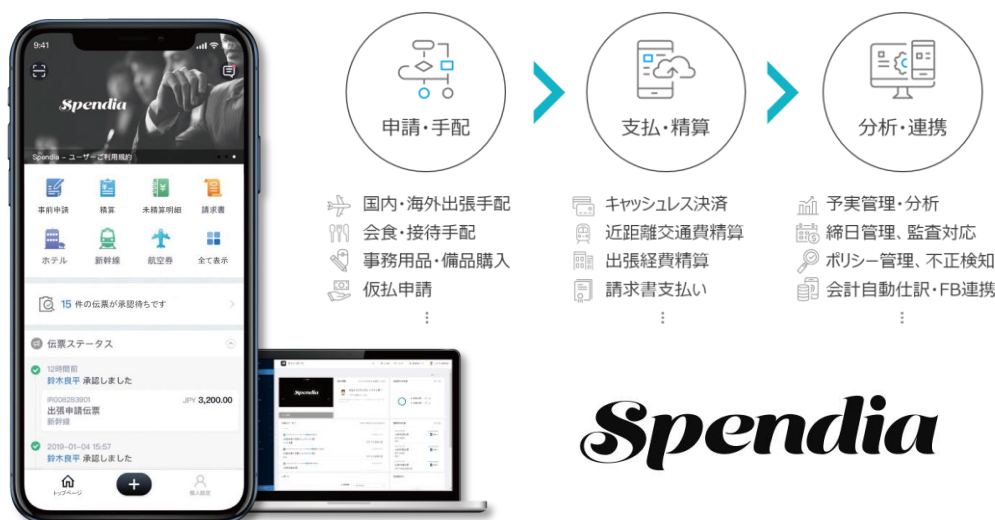 9:41
Spendia
Spendia – ユーザーご利用規約
事前申請
精算
未精算明細
請求書
ホテル
新幹線
航空券
全て表示
15 件の伝票が承認待ちです
伝票ステータス
12時間前
鈴木良平 承認しました
IR008283901
JPY 3,200.00
出張申請伝票
新幹線
2019-01-04 15:57
鈴木良平 承認しました
トップページ
個人設定
Spendia
申請・手配
国内・海外出張手配
会食・接待手配
事務用品・備品購入
仮払申請
支払・精算
キャッシュレス決済
近距離交通費精算
出張経費精算
請求書支払い
分析・連携
予実管理・分析
締日管理、監査対応
ポリシー管理、不正検知
会計自動仕訳・FB連携
Spendia